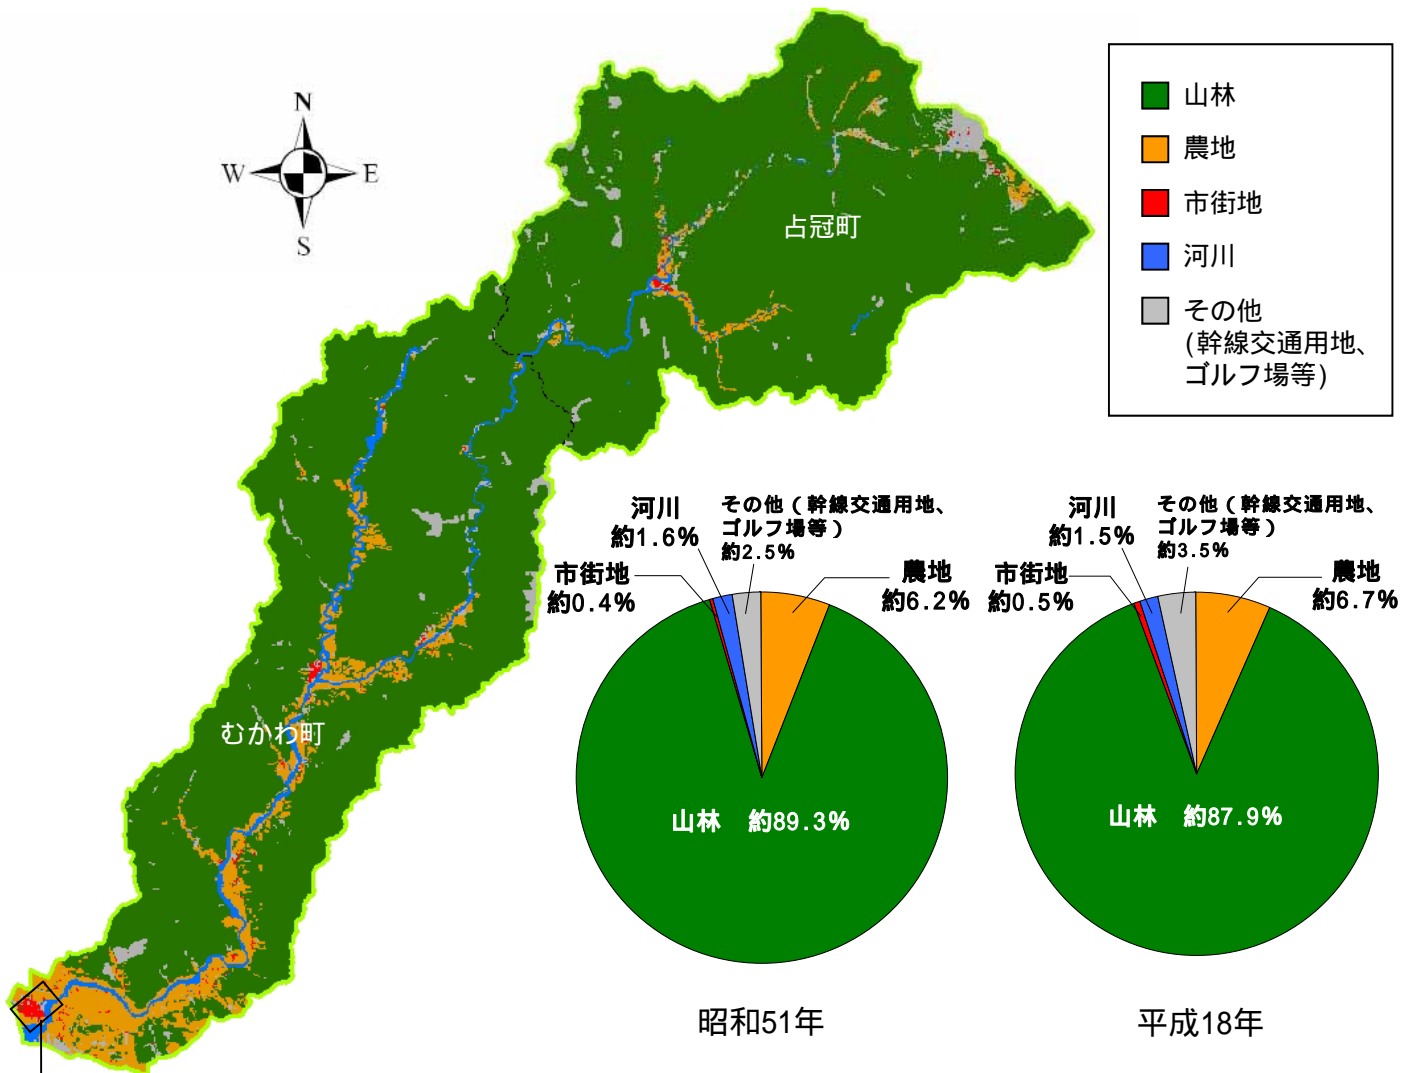 N
W
E
S
占冠町
むかわ町
山林
農地
市街地
河川
その他
(幹線交通用地、
ゴルフ場等)
河川
約1.6%
その他（幹線交通用地、
ゴルフ場等）
約2.5%
市街地
約0.4%
農地
約6.2%
山林 約89.3%
昭和51年
河川
約1.5%
その他（幹線交通用地、
ゴルフ場等）
約3.5%
市街地
約0.5%
農地
約6.7%
山林 約87.9%
平成18年